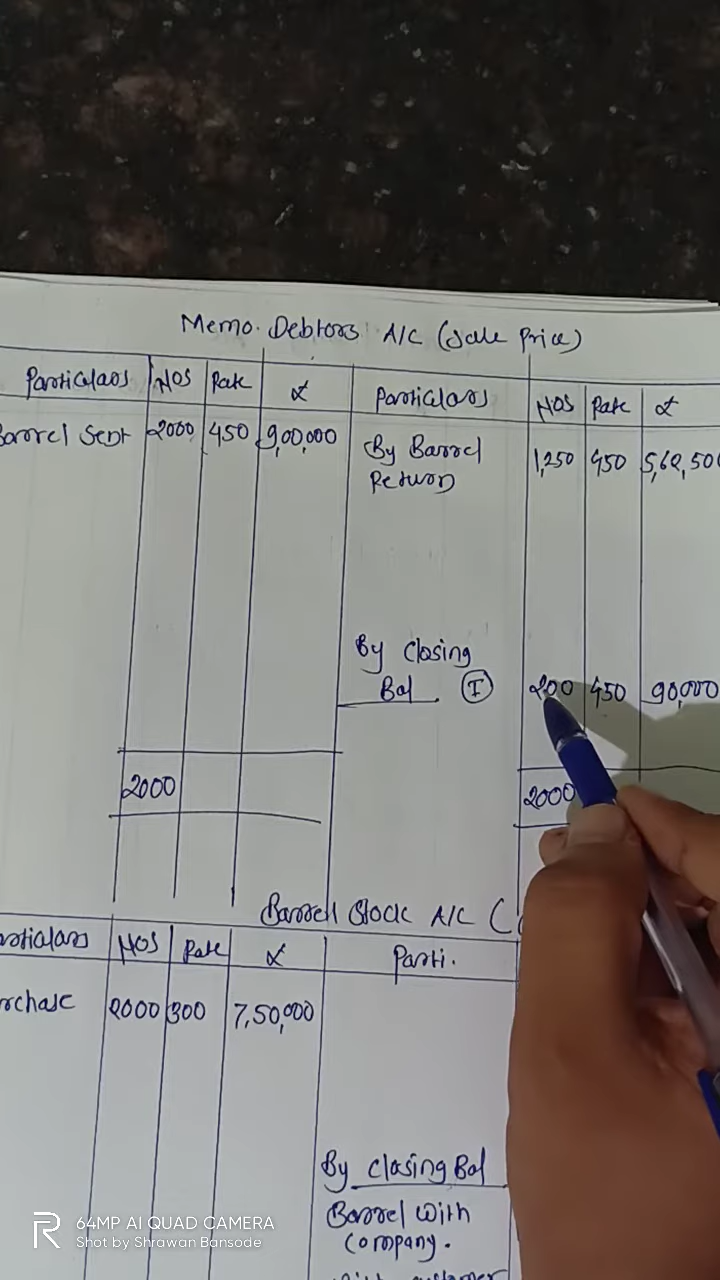 Memo. Debtors A/C (Sale Price)
Particulars NOS Rate ₹ Particulars NOS Rate ₹
Barrel Sent 2000 450 9,00,000 By Barrel 1,250 450 5,62,500
Return
By Closing
Bal I 200 450 90,000
2000 2000
Barrel Stock A/C (
Particulars NOS Rate ₹ Parti.
Purchase 2000 300 7,50,000
By Closing Bal
Barrel With
Company.
With customer
64MP AI QUAD CAMERA
Shot by Shrawan Bansode